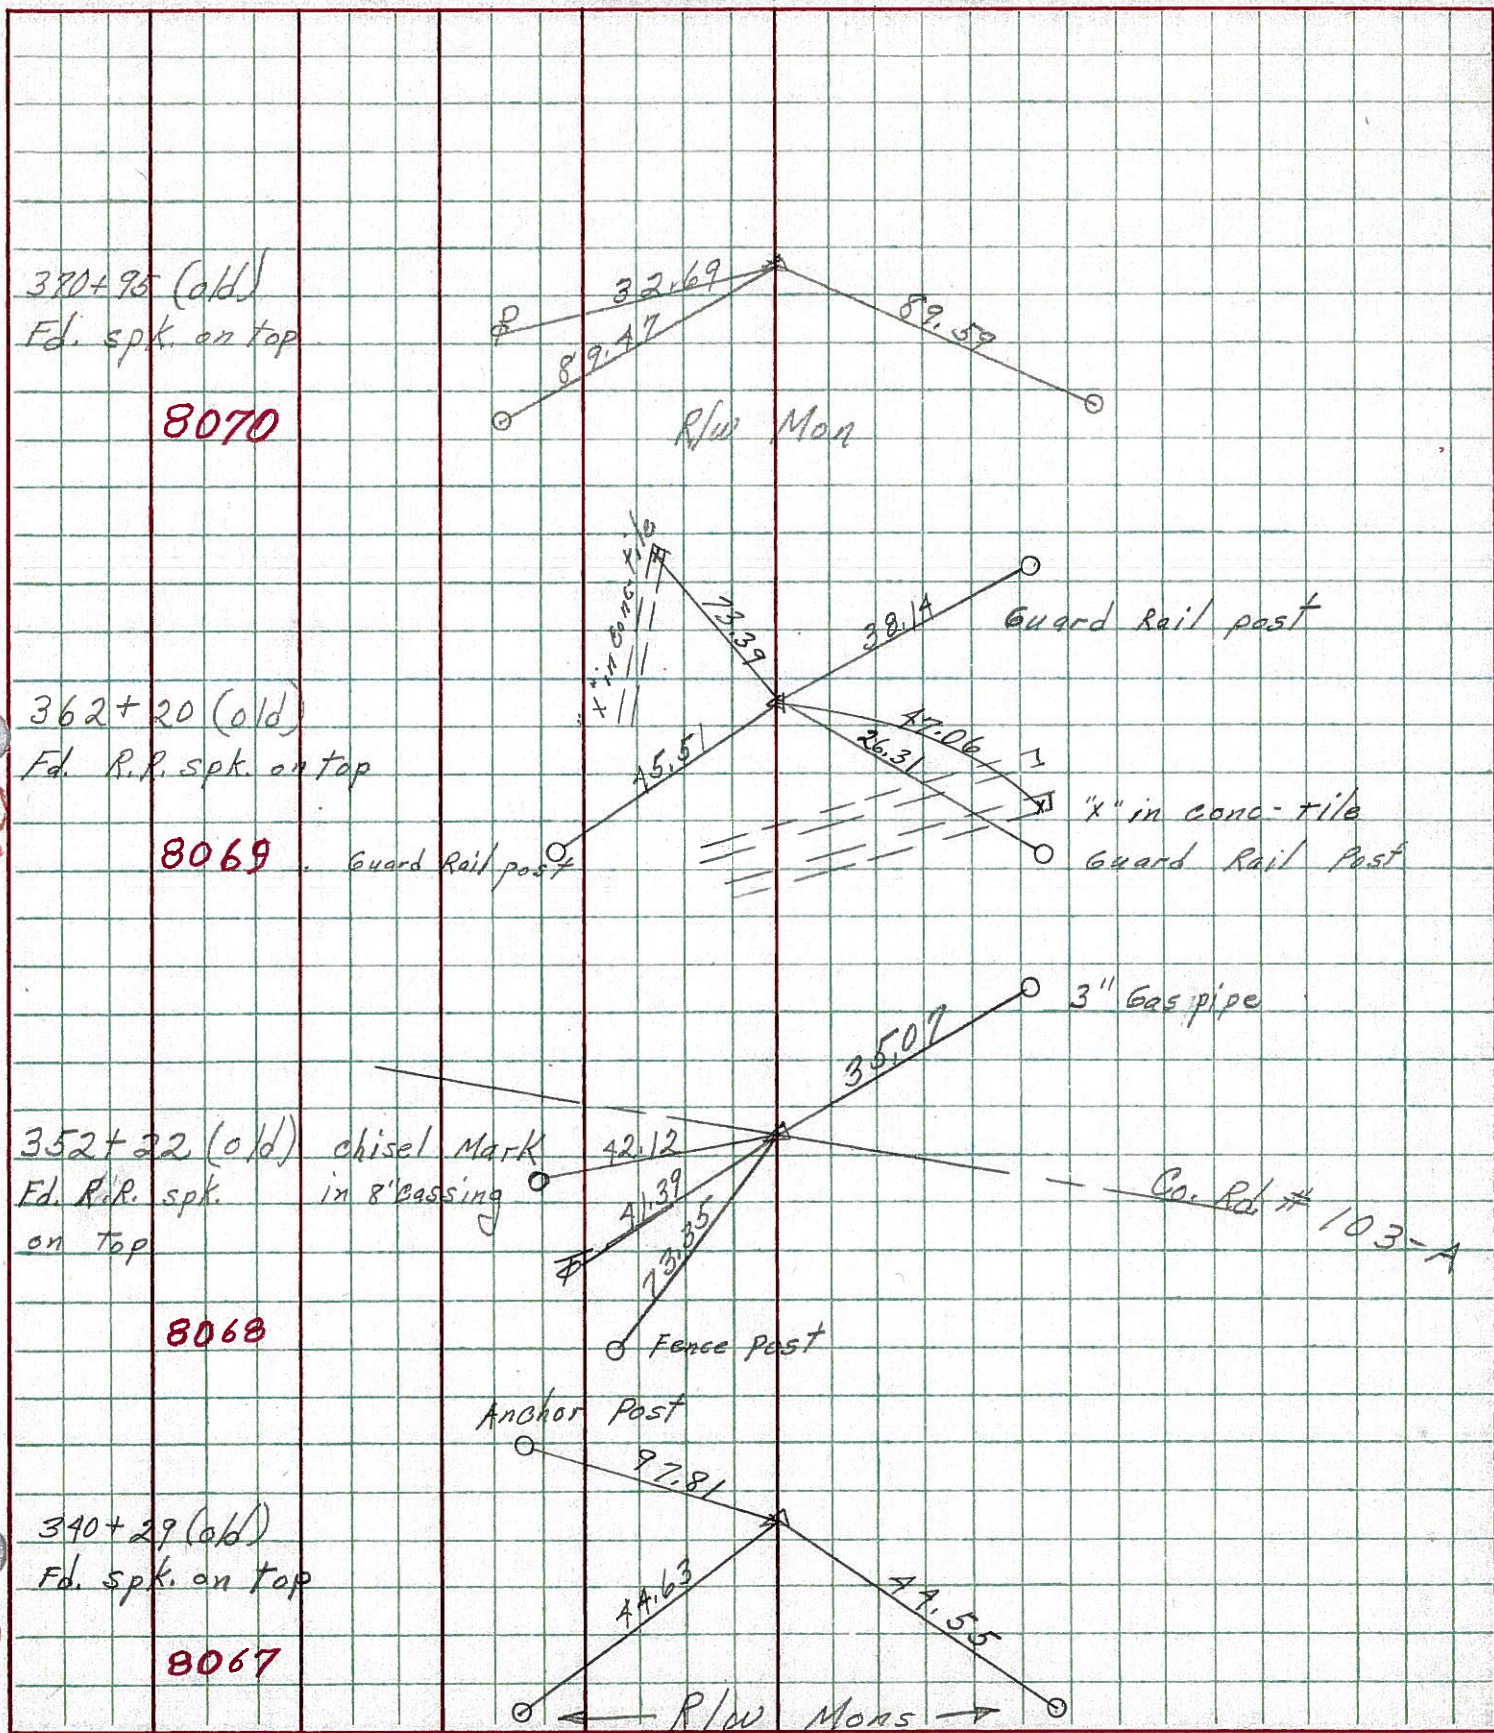 370+95 (old)
Fd. spk. on top
8070
32.69
89.47
89.59
R/W Mon
"x" in conc-tile
73.39
38.14
Guard Rail post
362+20 (old)
Fd. R.R. spk. on top
8069
45.51
Guard Rail post
47.06
26.31
"x" in conc-tile
Guard Rail Post
3" Gas pipe
35.07
352+22 (old)
Fd. R.R. spk.
on Top
8068
chisel Mark
in 8" cassing
42.12
41.39
73.85
Fence Post
Co. Rd. # 103-A
Anchor Post
97.81
340+29 (old)
Fd. spk. on top
8067
44.63
44.55
R/W Mons